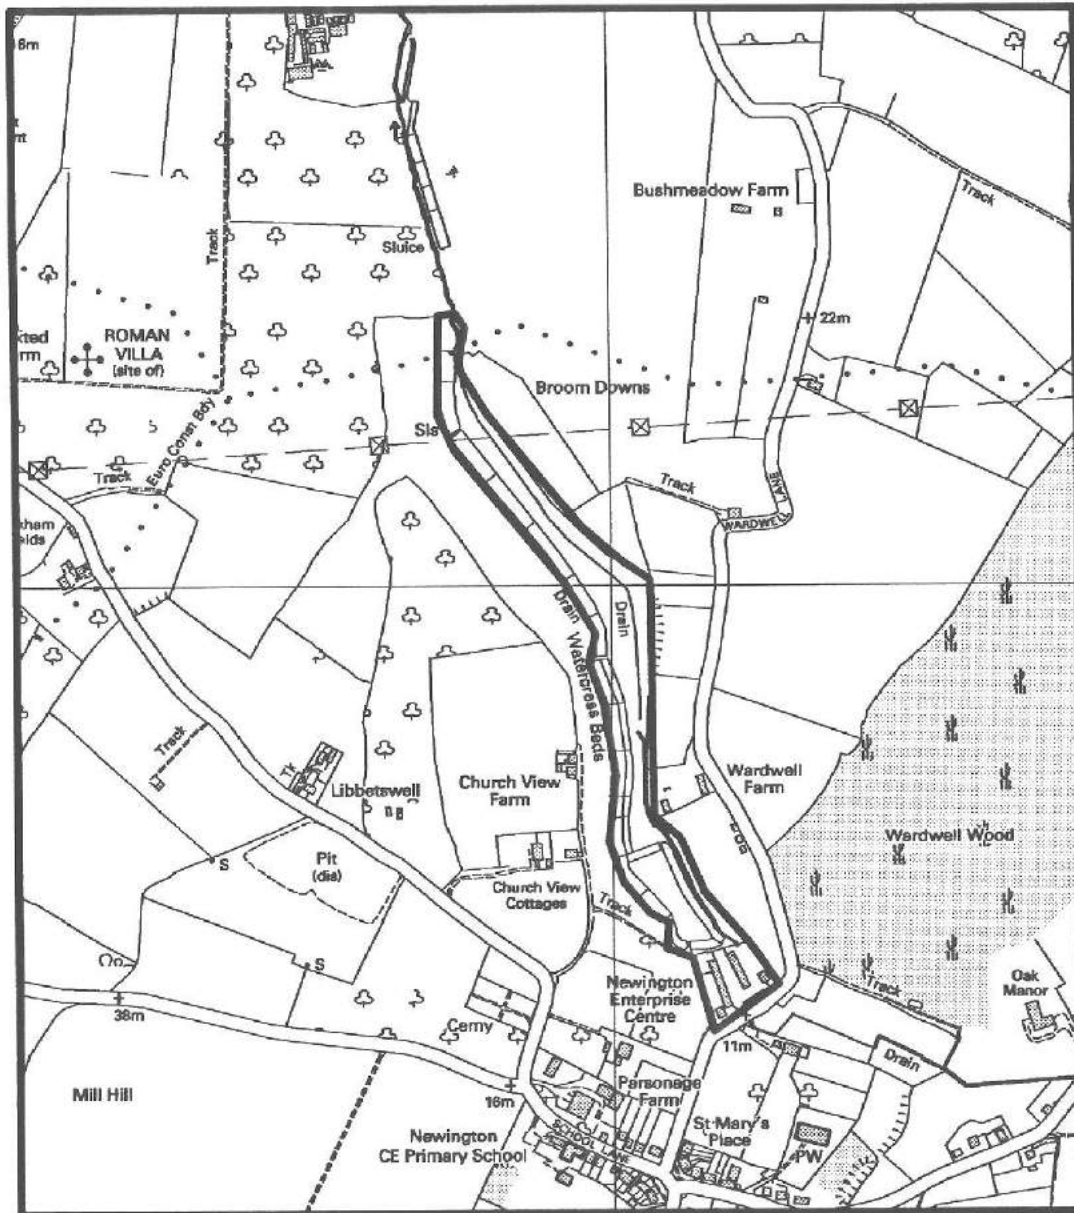 6m
Track
Sluice
Bushmeadow Farm
Track
ROMAN
VILLA
(site of)
22m
Broom Downs
Euro Const Bdy
Sls
Track
Track
WARDWELL
LANE
Drain
Drain
Watercress Beds
Track
Tk
Libbetswell
Church View
Farm
Wardwell
Farm
Wardwell Wood
Pit
(dis)
S
Church View
Cottages
Track
S
Newington
Enterprise
Centre
Track
Oak
Manor
38m
Cemy
11m
Drain
Mill Hill
16m
Parsonage
Farm
St Mary's
Place
PW
SCHOOL LANE
Newington
CE Primary School